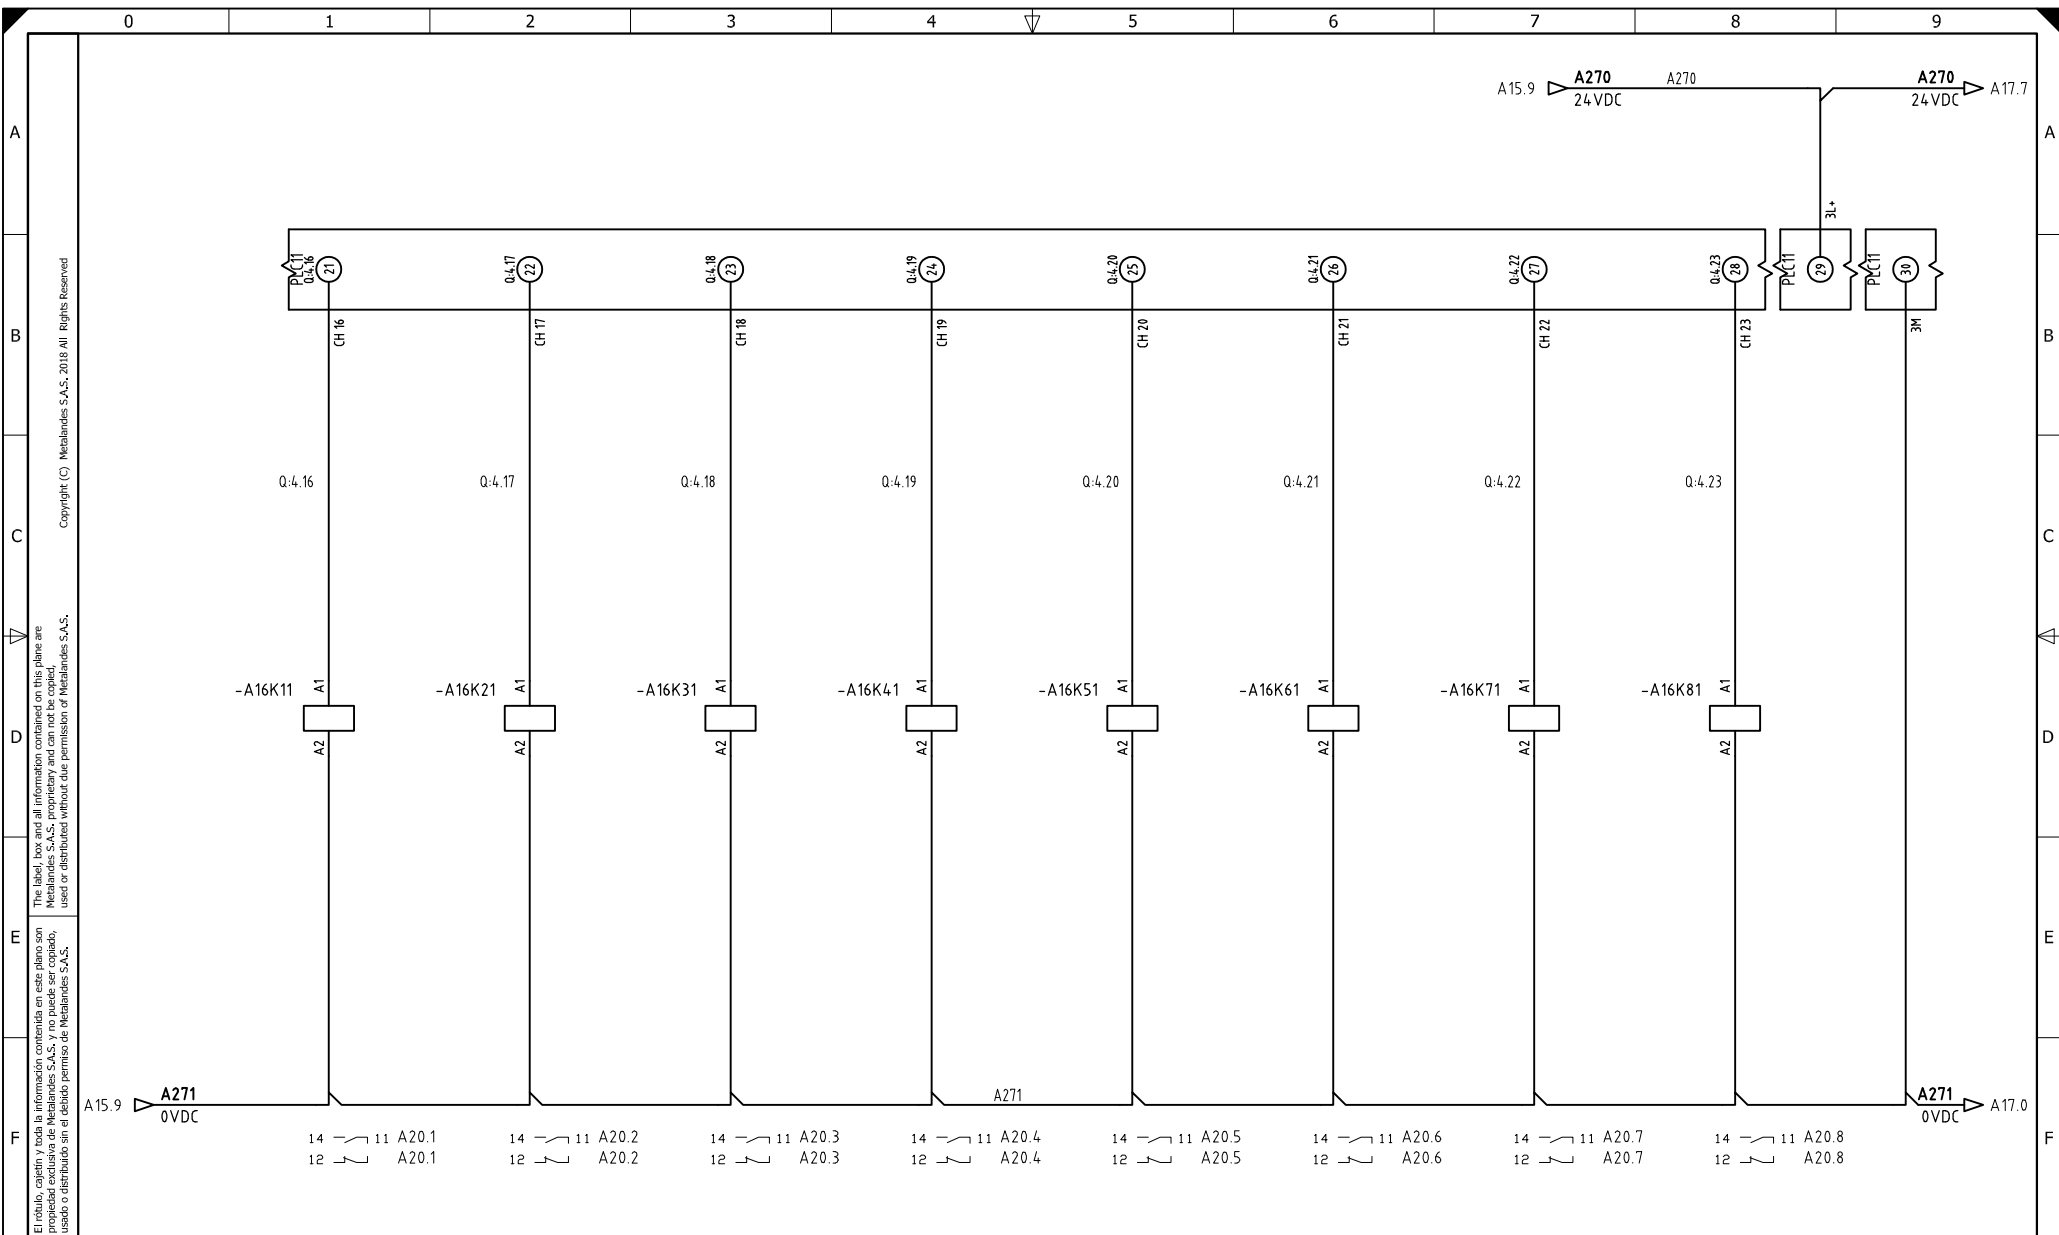 0 1 2 3 4 5 6 7 8 9
A15.9 A270 A270 A270 A17.7
24VDC 24VDC
A A
3L+
PLC11 PLC11 PLC11
Q:4.16 Q:4.17 Q:4.18 Q:4.19 Q:4.20 Q:4.21 Q:4.22 Q:4.23
21 22 23 24 25 26 27 28 29 30
B B
CH 16 CH 17 CH 18 CH 19 CH 20 CH 21 CH 22 CH 23 3M
Q:4.16 Q:4.17 Q:4.18 Q:4.19 Q:4.20 Q:4.21 Q:4.22 Q:4.23
C C
-A16K11 A1 -A16K21 A1 -A16K31 A1 -A16K41 A1 -A16K51 A1 -A16K61 A1 -A16K71 A1 -A16K81 A1
D D
A2 A2 A2 A2 A2 A2 A2 A2
E E
A15.9 A271 A271 A271 A17.0
0VDC 0VDC
F F
14 11 A20.1 14 11 A20.2 14 11 A20.3 14 11 A20.4 14 11 A20.5 14 11 A20.6 14 11 A20.7 14 11 A20.8
12 A20.1 12 A20.2 12 A20.3 12 A20.4 12 A20.5 12 A20.6 12 A20.7 12 A20.8
The label, box and all information contained on this plane are
Metalandes S.A.S. proprietary and can not be copied,
used or distributed without due permission of Metalandes S.A.S.
Copyright (C) Metalandes S.A.S. 2018 All Rights Reserved
El rótulo, cajetín y toda la información contenida en este plano son
propiedad exclusiva de Metalandes S.A.S. y no puede ser copiado,
usado o distribuido sin el debido permiso de Metalandes S.A.S.